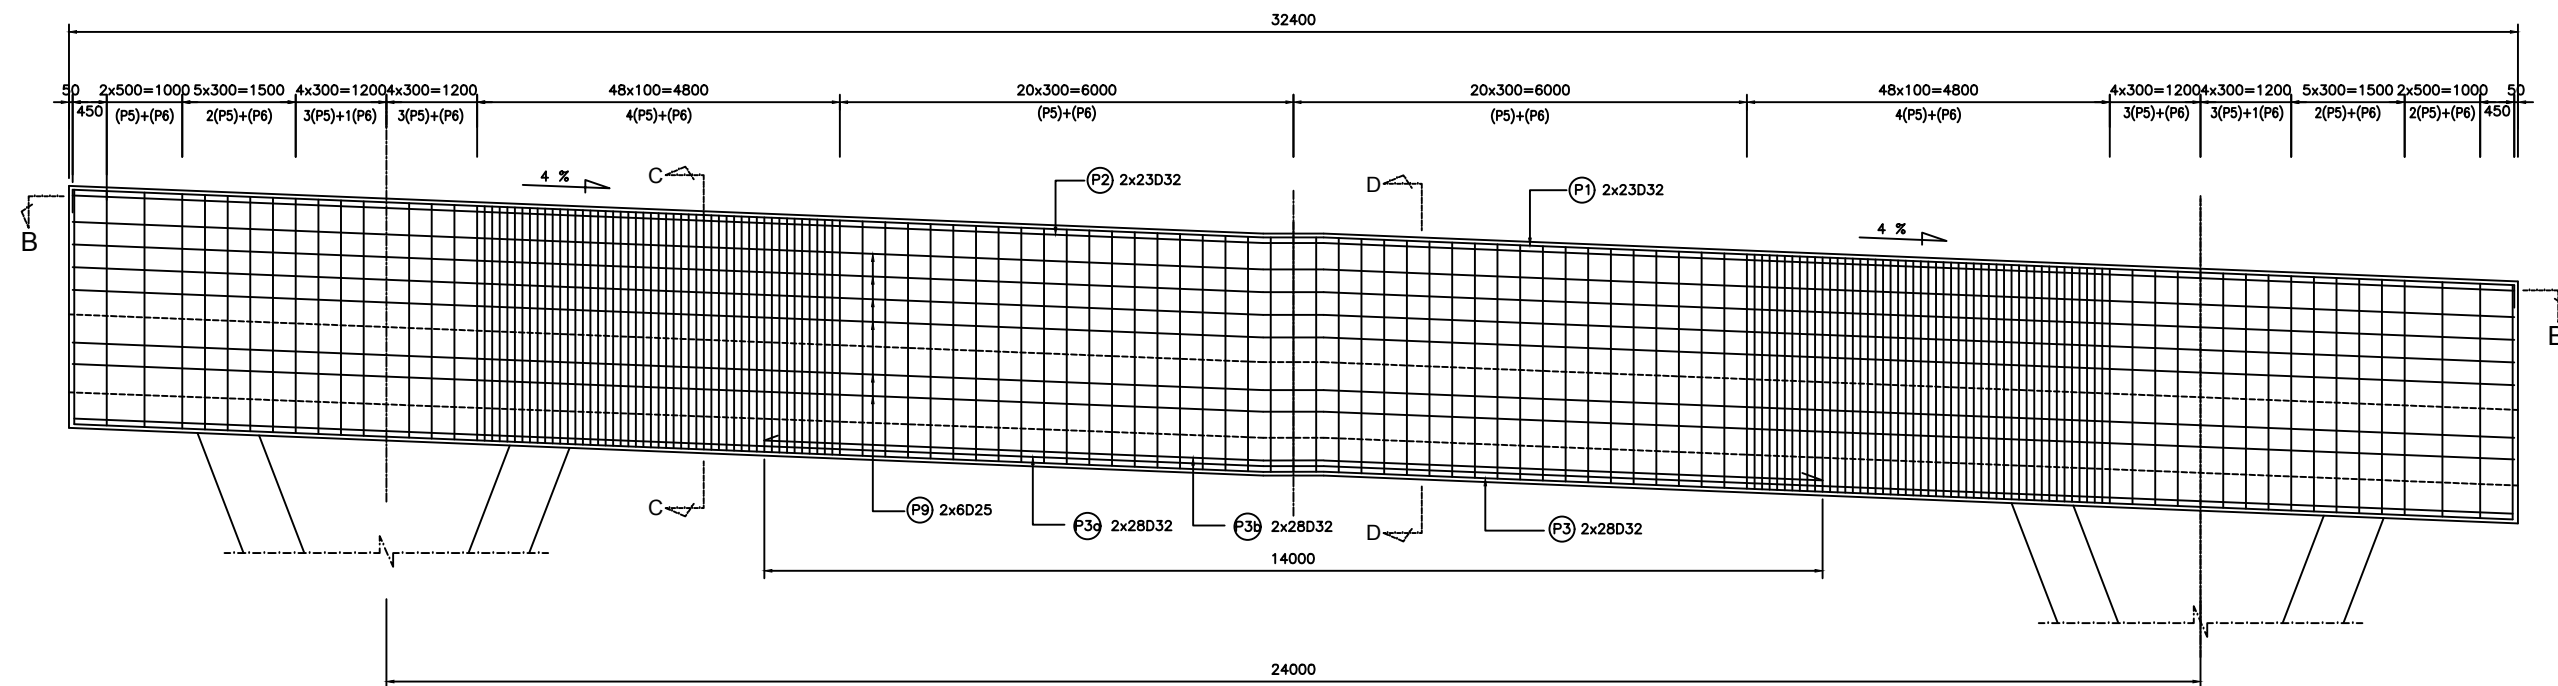 32400
50 2x500=1000 5x300=1500 4x300=1200 4x300=1200 48x100=4800 20x300=6000 20x300=6000 48x100=4800 4x300=1200 4x300=1200 5x300=1500 2x500=1000 50
450 (P5)+(P6) 2(P5)+(P6) 3(P5)+1(P6) 3(P5)+(P6) 4(P5)+(P6) (P5)+(P6) (P5)+(P6) 4(P5)+(P6) 3(P5)+(P6) 3(P5)+1(P6) 2(P5)+(P6) 2(P5)+(P6) 450
4 % C P2 2x23D32 D P1 2x23D32
B 4 %
C P9 2x6D25 P3a 2x28D32 P3b 2x28D32 D P3 2x28D32
14000
24000